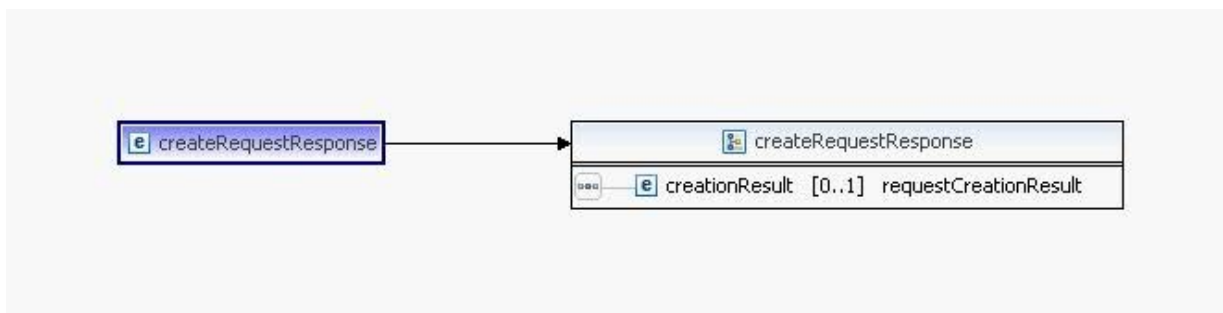 e createRequestResponse
createRequestResponse
e creationResult [0..1] requestCreationResult